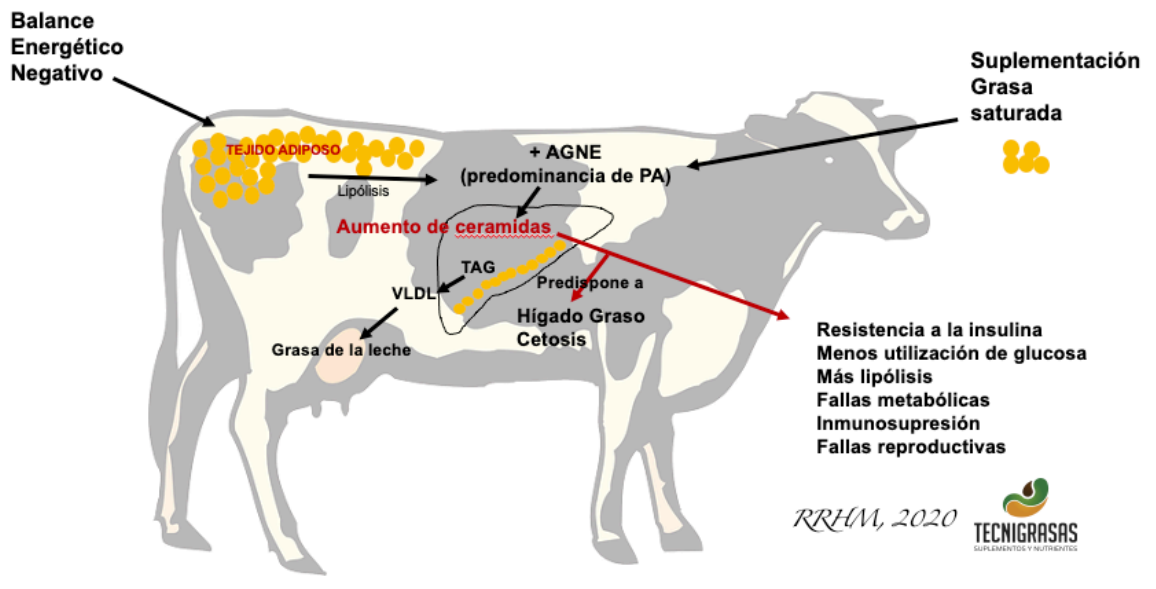 Balance
Energético
Negativo
Suplementación
Grasa
saturada
TEJIDO ADIPOSO
Lipólisis
+ AGNE
(predominancia de PA)
Aumento de ceramidas
TAG
VLDL
Predispone a
Hígado Graso
Cetosis
Grasa de la leche
Resistencia a la insulina
Menos utilización de glucosa
Más lipólisis
Fallas metabólicas
Inmunosupresión
Fallas reproductivas
RRHM, 2020
TECNIGRASAS
SUPLEMENTOS Y NUTRIENTES